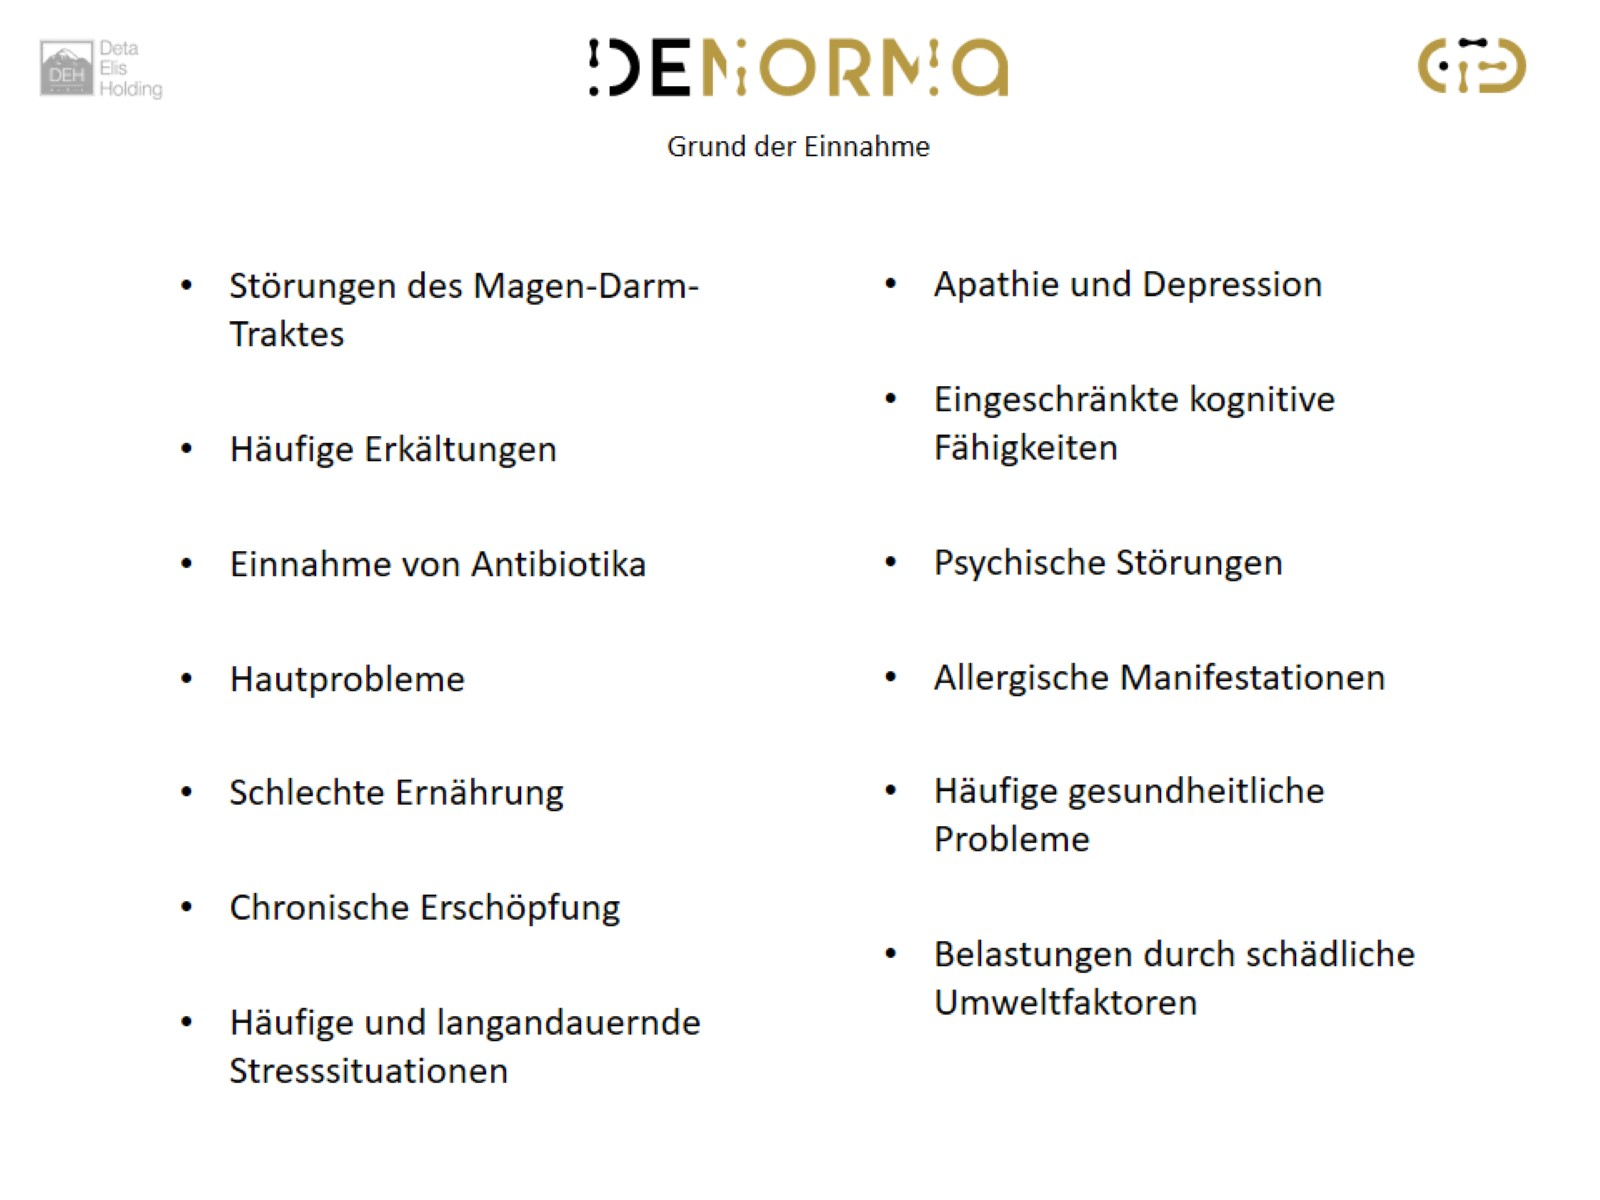 Deta
Elis
Holding
DEH
DENORMA
Grund der Einnahme
• Störungen des Magen-Darm-
Traktes
• Häufige Erkältungen
• Einnahme von Antibiotika
• Hautprobleme
• Schlechte Ernährung
• Chronische Erschöpfung
• Häufige und langandauernde
Stresssituationen
• Apathie und Depression
• Eingeschränkte kognitive
Fähigkeiten
• Psychische Störungen
• Allergische Manifestationen
• Häufige gesundheitliche
Probleme
• Belastungen durch schädliche
Umweltfaktoren